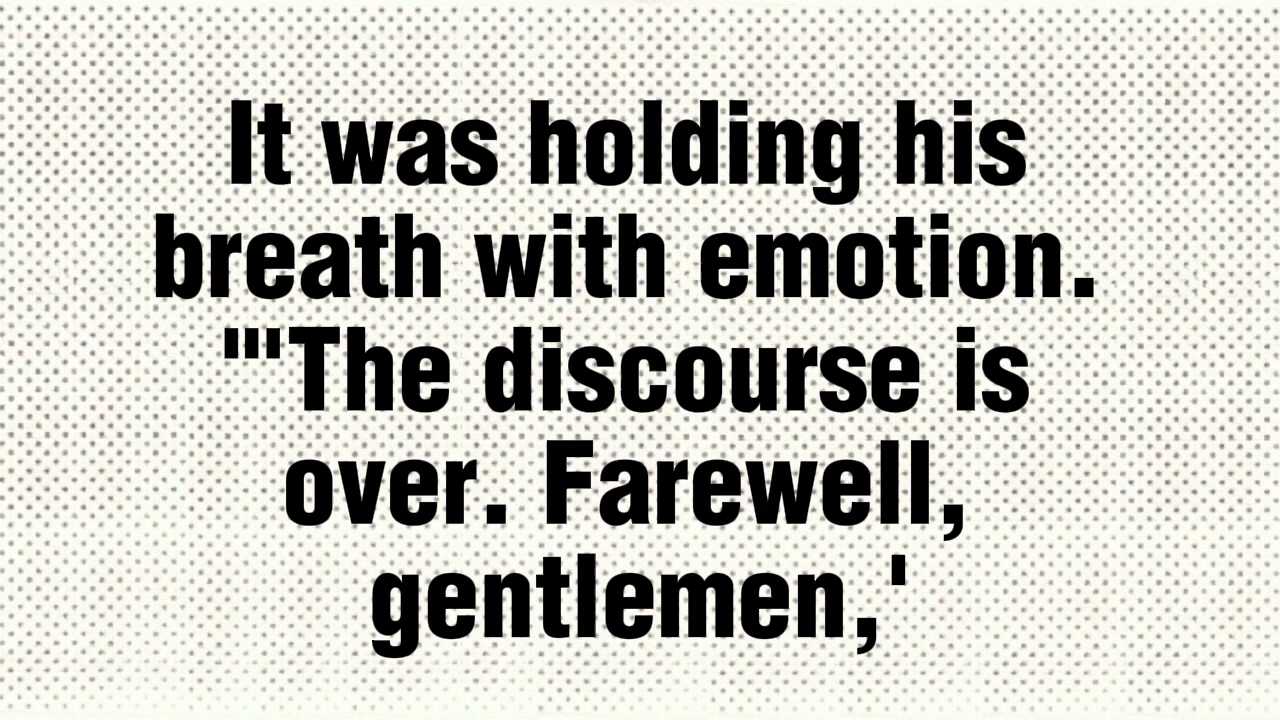 It was holding his
breath with emotion.
"'The discourse is
over. Farewell,
gentlemen,'